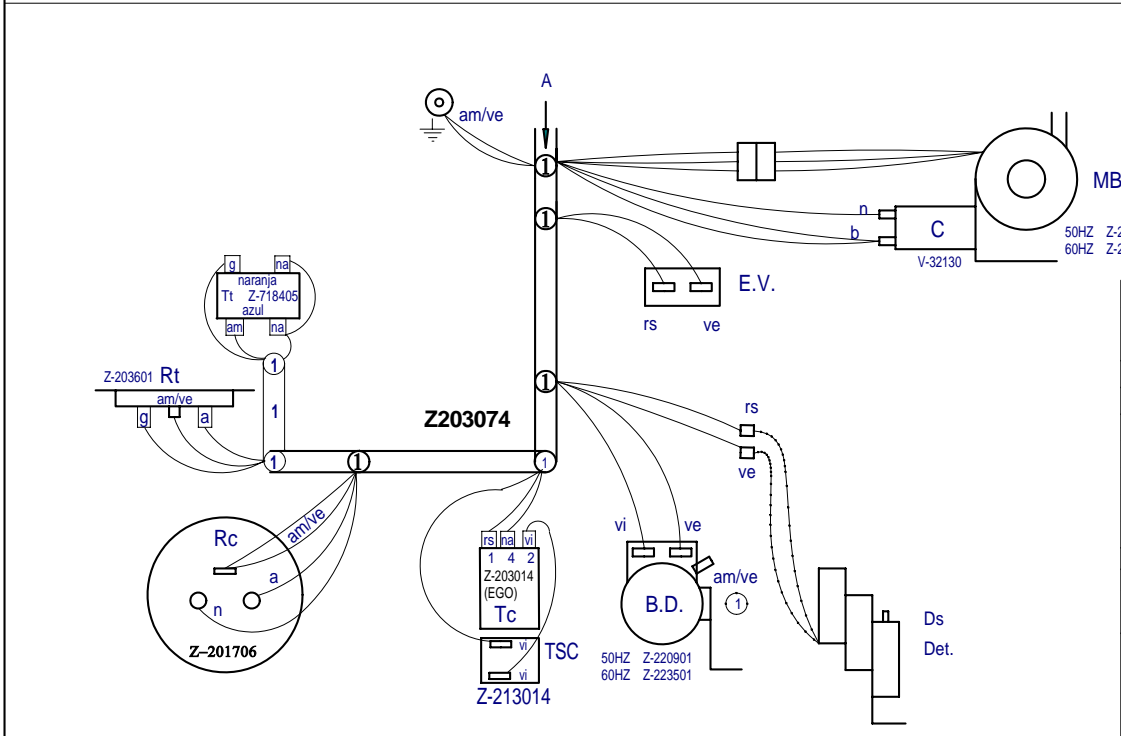 A
am/ve
1
MB
n
b
C
V-32130
50HZ Z-2
60HZ Z-2
1
E.V.
rs ve
g na
naranja
Tt Z-718405
azul
am na
1
Z-203601 Rt
am/ve
g a
1
1
rs
ve
Z203074
1 1 1
Rc
am/ve
a
n
Z-201706
rs na vi
1 4 2
Z-203014
(EGO)
Tc
vi
TSC
vi
Z-213014
vi ve
am/ve
B.D.
1
50HZ Z-220901
60HZ Z-223501
Ds
Det.